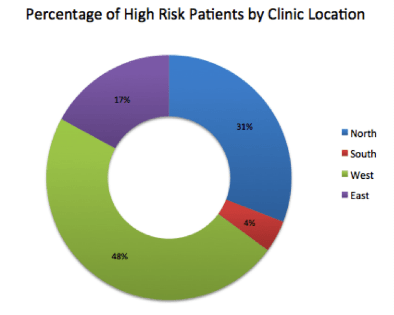 Percentage of High Risk Patients by Clinic Location
17%
31%
North
South
West
East
4%
48%